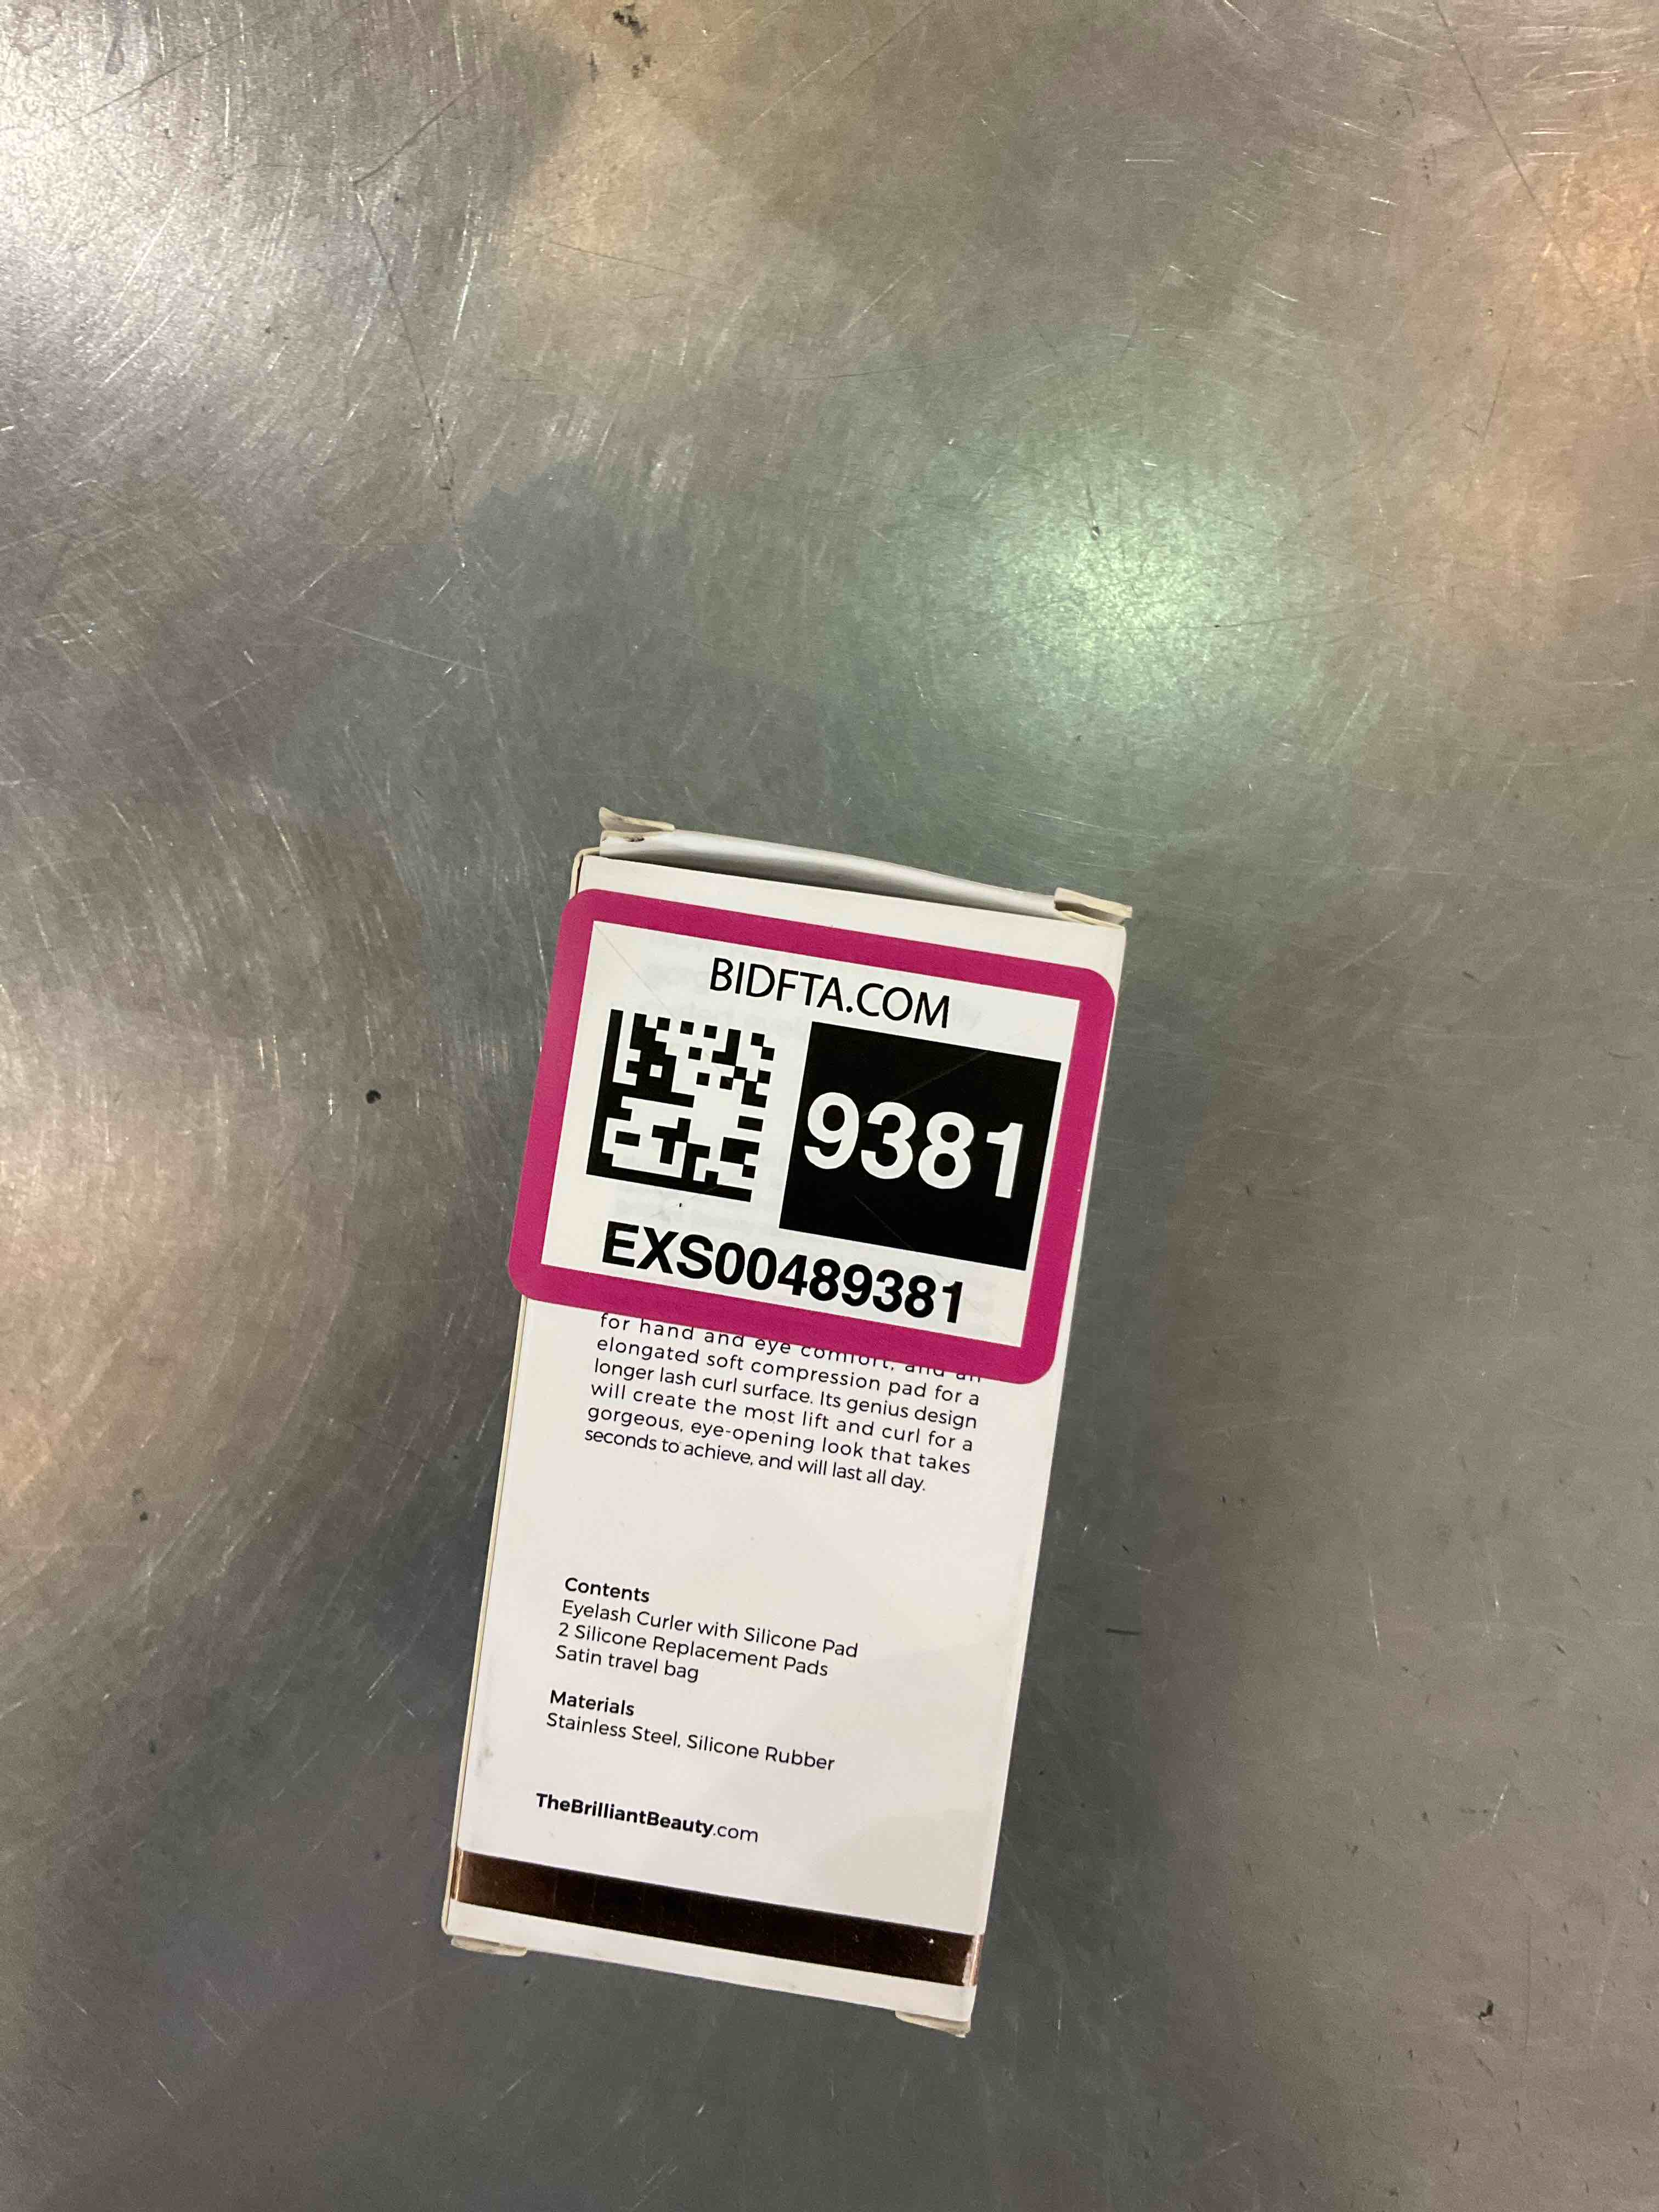 BIDFTA.COM
9381
EXS00489381
for hand and eye comfort, and an
elongated soft compression pad for a
longer lash curl surface. Its genius design
will create the most lift and curl for a
gorgeous, eye-opening look that takes
seconds to achieve, and will last all day.
Contents
Eyelash Curler with Silicone Pad
2 Silicone Replacement Pads
Satin travel bag
Materials
Stainless Steel, Silicone Rubber
TheBrilliantBeauty.com